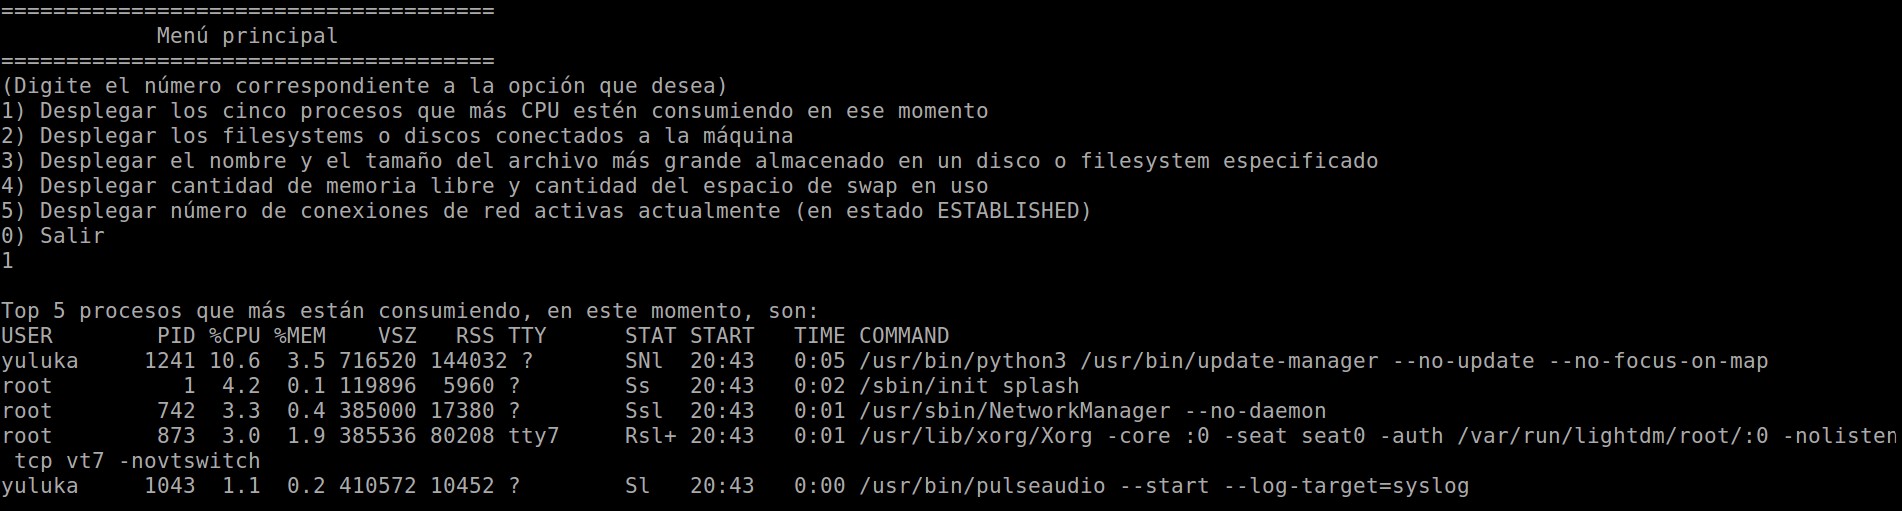 ======================================
Menú principal
======================================
(Digite el número correspondiente a la opción que desea)
1) Desplegar los cinco procesos que más CPU estén consumiendo en ese momento
2) Desplegar los filesystems o discos conectados a la máquina
3) Desplegar el nombre y el tamaño del archivo más grande almacenado en un disco o filesystem especificado
4) Desplegar cantidad de memoria libre y cantidad del espacio de swap en uso
5) Desplegar número de conexiones de red activas actualmente (en estado ESTABLISHED)
0) Salir
1
Top 5 procesos que más están consumiendo, en este momento, son:
USER        PID %CPU %MEM    VSZ   RSS TTY      STAT START   TIME COMMAND
yuluka     1241 10.6  3.5 716520 144032 ?       SNl  20:43   0:05 /usr/bin/python3 /usr/bin/update-manager --no-update --no-focus-on-map
root          1  4.2  0.1 119896  5960 ?        Ss   20:43   0:02 /sbin/init splash
root        742  3.3  0.4 385000 17380 ?        Ssl  20:43   0:01 /usr/sbin/NetworkManager --no-daemon
root        873  3.0  1.9 385536 80208 tty7     Rsl+ 20:43   0:01 /usr/lib/xorg/Xorg -core :0 -seat seat0 -auth /var/run/lightdm/root/:0 -nolisten
tcp vt7 -novtswitch
yuluka     1043  1.1  0.2 410572 10452 ?        Sl   20:43   0:00 /usr/bin/pulseaudio --start --log-target=syslog